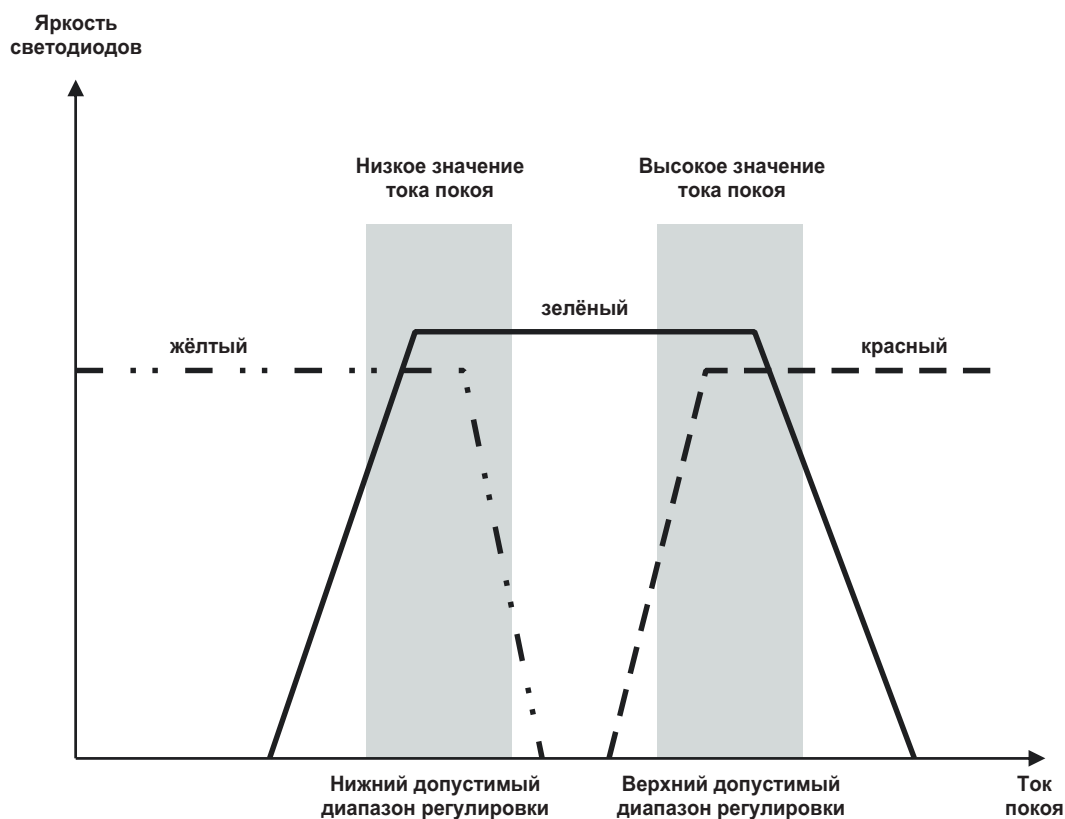 Яркость
светодиодов
Низкое значение
тока покоя
Высокое значение
тока покоя
зелёный
жёлтый
красный
Нижний допустимый
диапазон регулировки
Верхний допустимый
диапазон регулировки
Ток
покоя